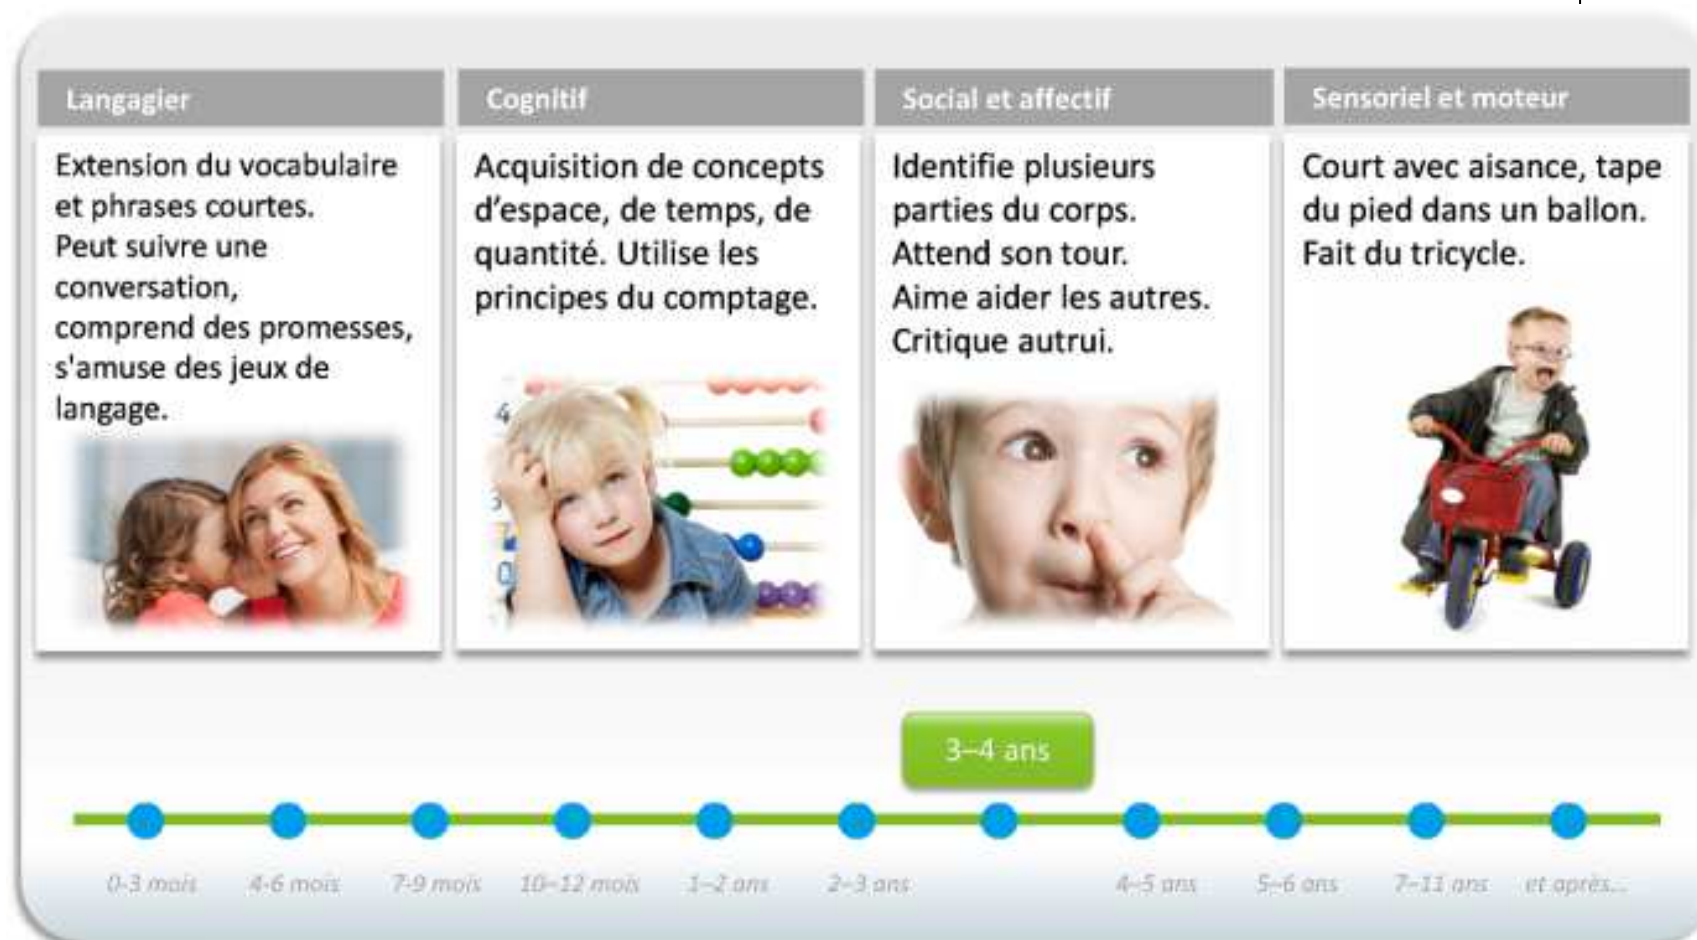 Langagier
Extension du vocabulaire
et phrases courtes.
Peut suivre une
conversation,
comprend des promesses,
s'amuse des jeux de
langage.
Cognitif
Acquisition de concepts
d'espace, de temps, de
quantité. Utilise les
principes du comptage.
4
3
7
0
Social et affectif
Identifie plusieurs
parties du corps.
Attend son tour.
Aime aider les autres.
Critique autrui.
Sensoriel et moteur
Court avec aisance, tape
du pied dans un ballon.
Fait du tricycle.
3–4 ans
0-3 mois 4-6 mois 7-9 mois 10–12 mois 1–2 ans 2–3 ans 4–5 ans 5–6 ans 7–11 ans et après...